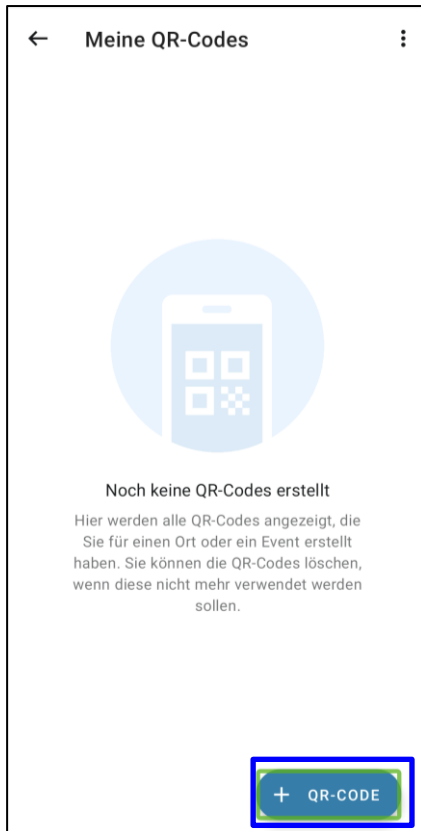 Meine QR-Codes
Noch keine QR-Codes erstellt
Hier werden alle QR-Codes angezeigt, die
Sie für einen Ort oder ein Event erstellt
haben. Sie können die QR-Codes löschen,
wenn diese nicht mehr verwendet werden
sollen.
+ QR-CODE